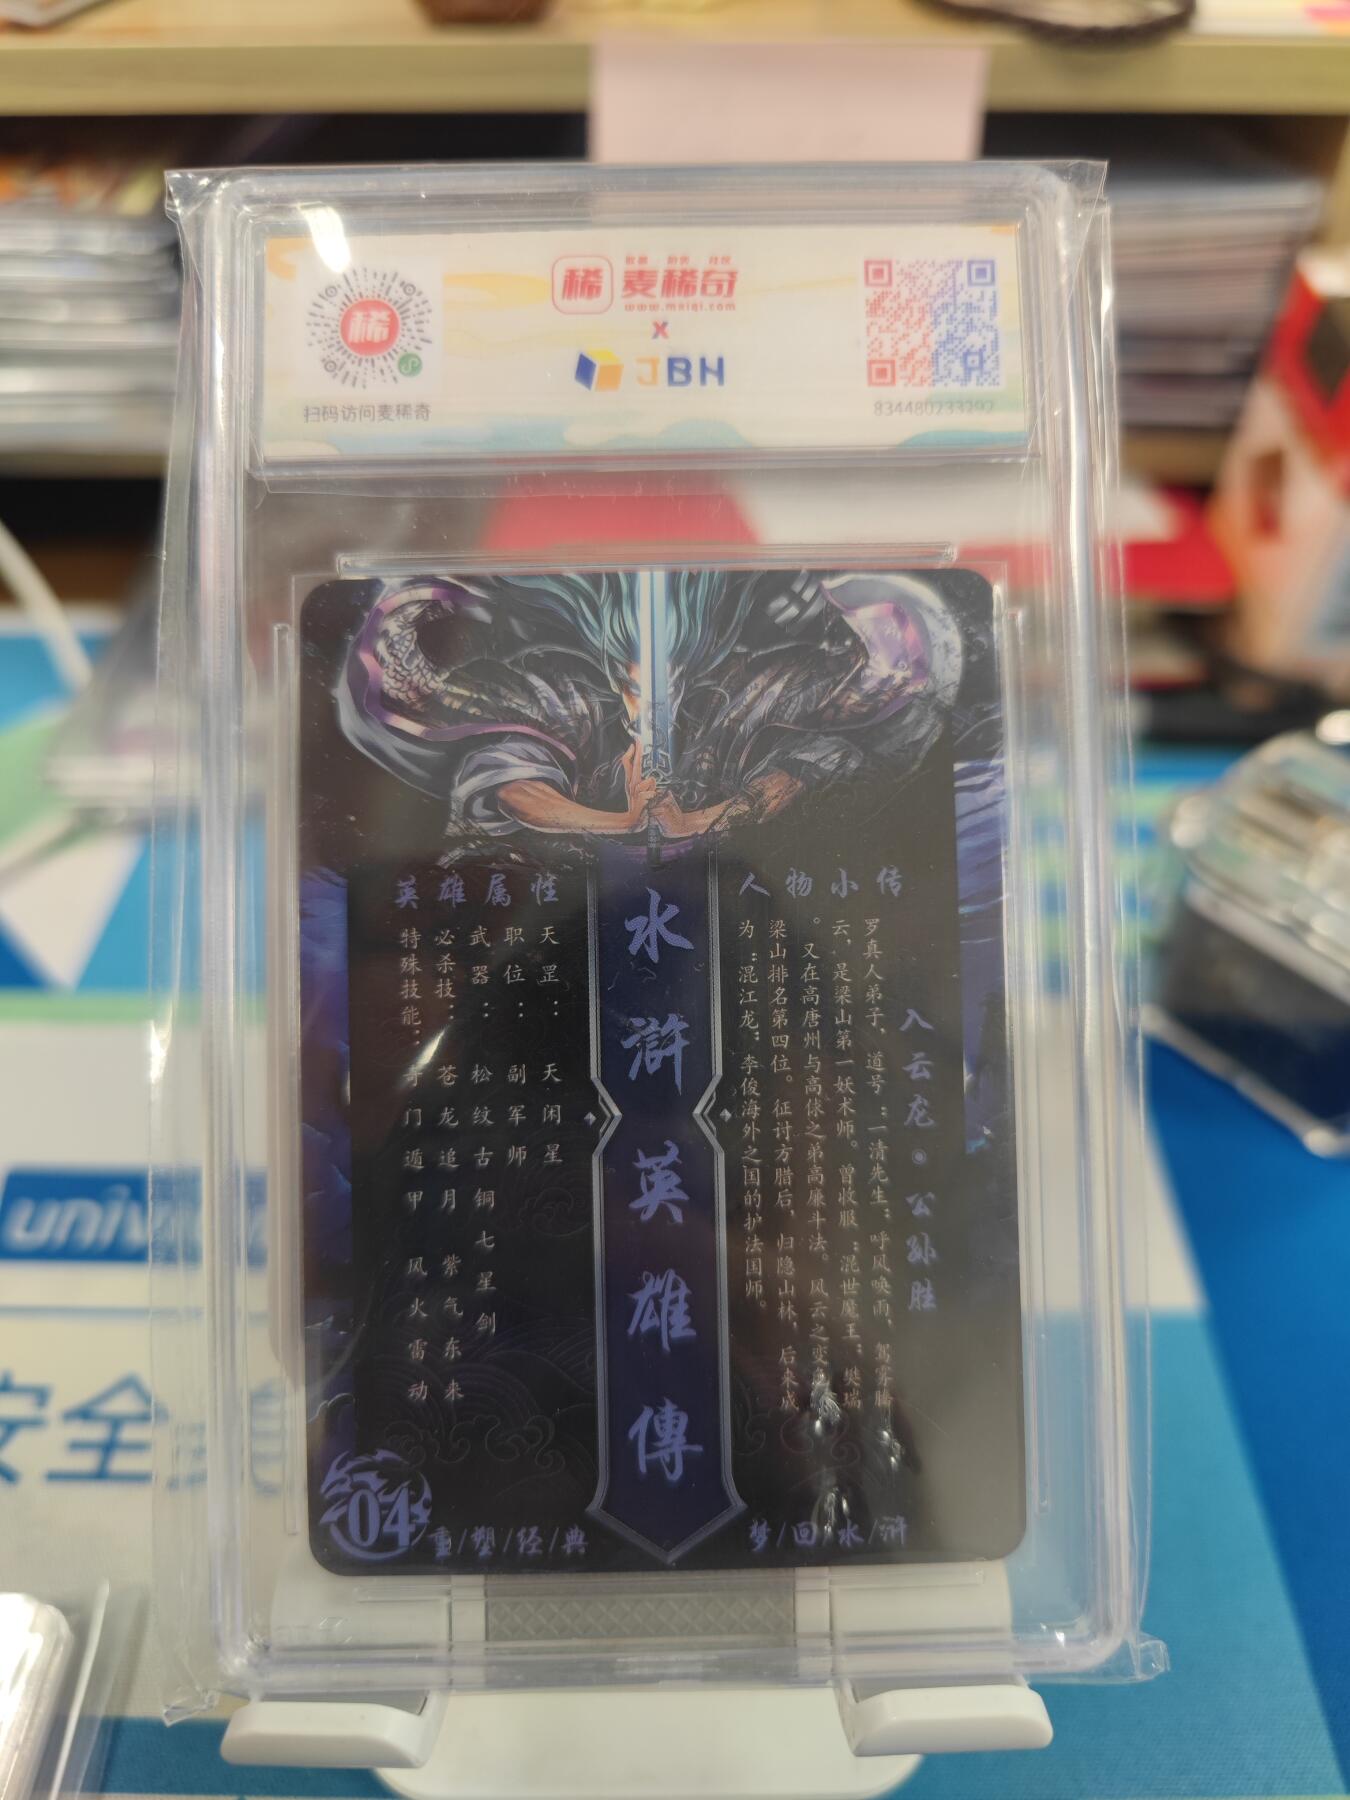 稀
麦稀奇
www.mxiqi.com
X
JBH
稀
扫码访问麦稀奇
834480233292
水滸英雄傳
人物小传
入云龙·公孙胜
罗真人弟子，道号："一清先生"；呼风唤雨，驾雾腾
云，是梁山第一妖术师。曾收服："混世魔王"；樊瑞
。又在高唐州与高俅之弟高廉斗法。风云之变
梁山排名第四位。征讨方腊后，归隐山林，后来成
为："混江龙"；李俊海外之国的护法国师。
英雄属性
天罡：天闲星
职位：副军师
武器：松纹古铜七星剑
必杀技：苍龙追月 紫气东来
特殊技能：奇门遁甲 风火雷动
04
重/塑/经/典
梦/回/水/浒
univ
安全